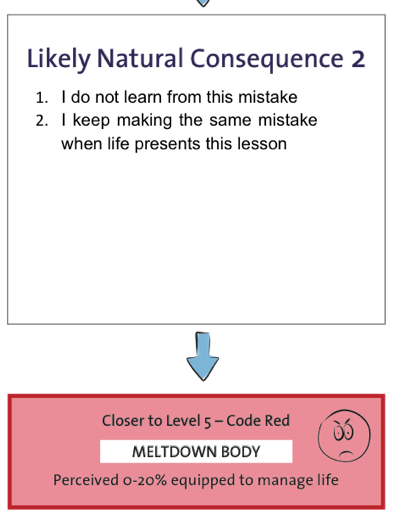 Likely Natural Consequence 2
1. I do not learn from this mistake
2. I keep making the same mistake
when life presents this lesson
Closer to Level 5 – Code Red
MELTDOWN BODY
Perceived 0-20% equipped to manage life